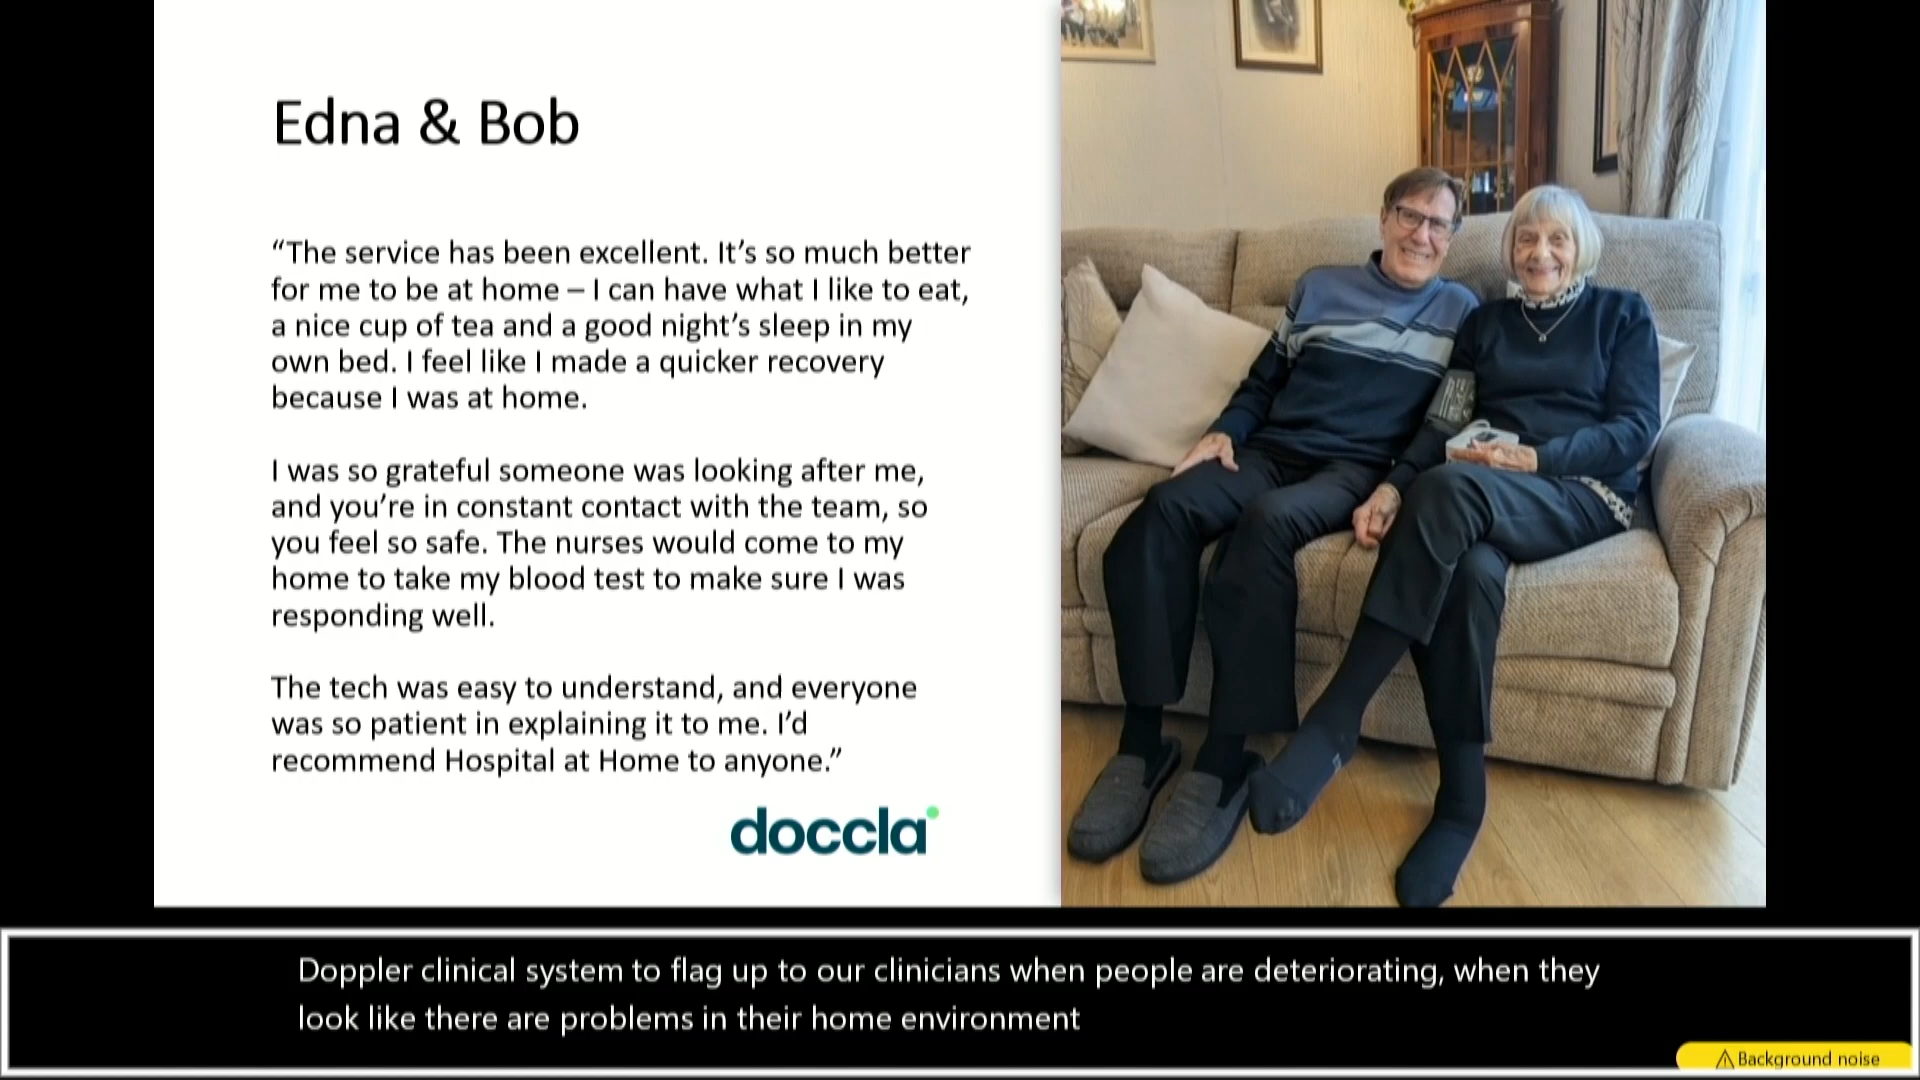 Edna & Bob
“The service has been excellent. It’s so much better
for me to be at home – I can have what I like to eat,
a nice cup of tea and a good night’s sleep in my
own bed. I feel like I made a quicker recovery
because I was at home.
I was so grateful someone was looking after me,
and you’re in constant contact with the team, so
you feel so safe. The nurses would come to my
home to take my blood test to make sure I was
responding well.
The tech was easy to understand, and everyone
was so patient in explaining it to me. I’d
recommend Hospital at Home to anyone.”
doccla
Doppler clinical system to flag up to our clinicians when people are deteriorating, when they
look like there are problems in their home environment
⚠ Background noise